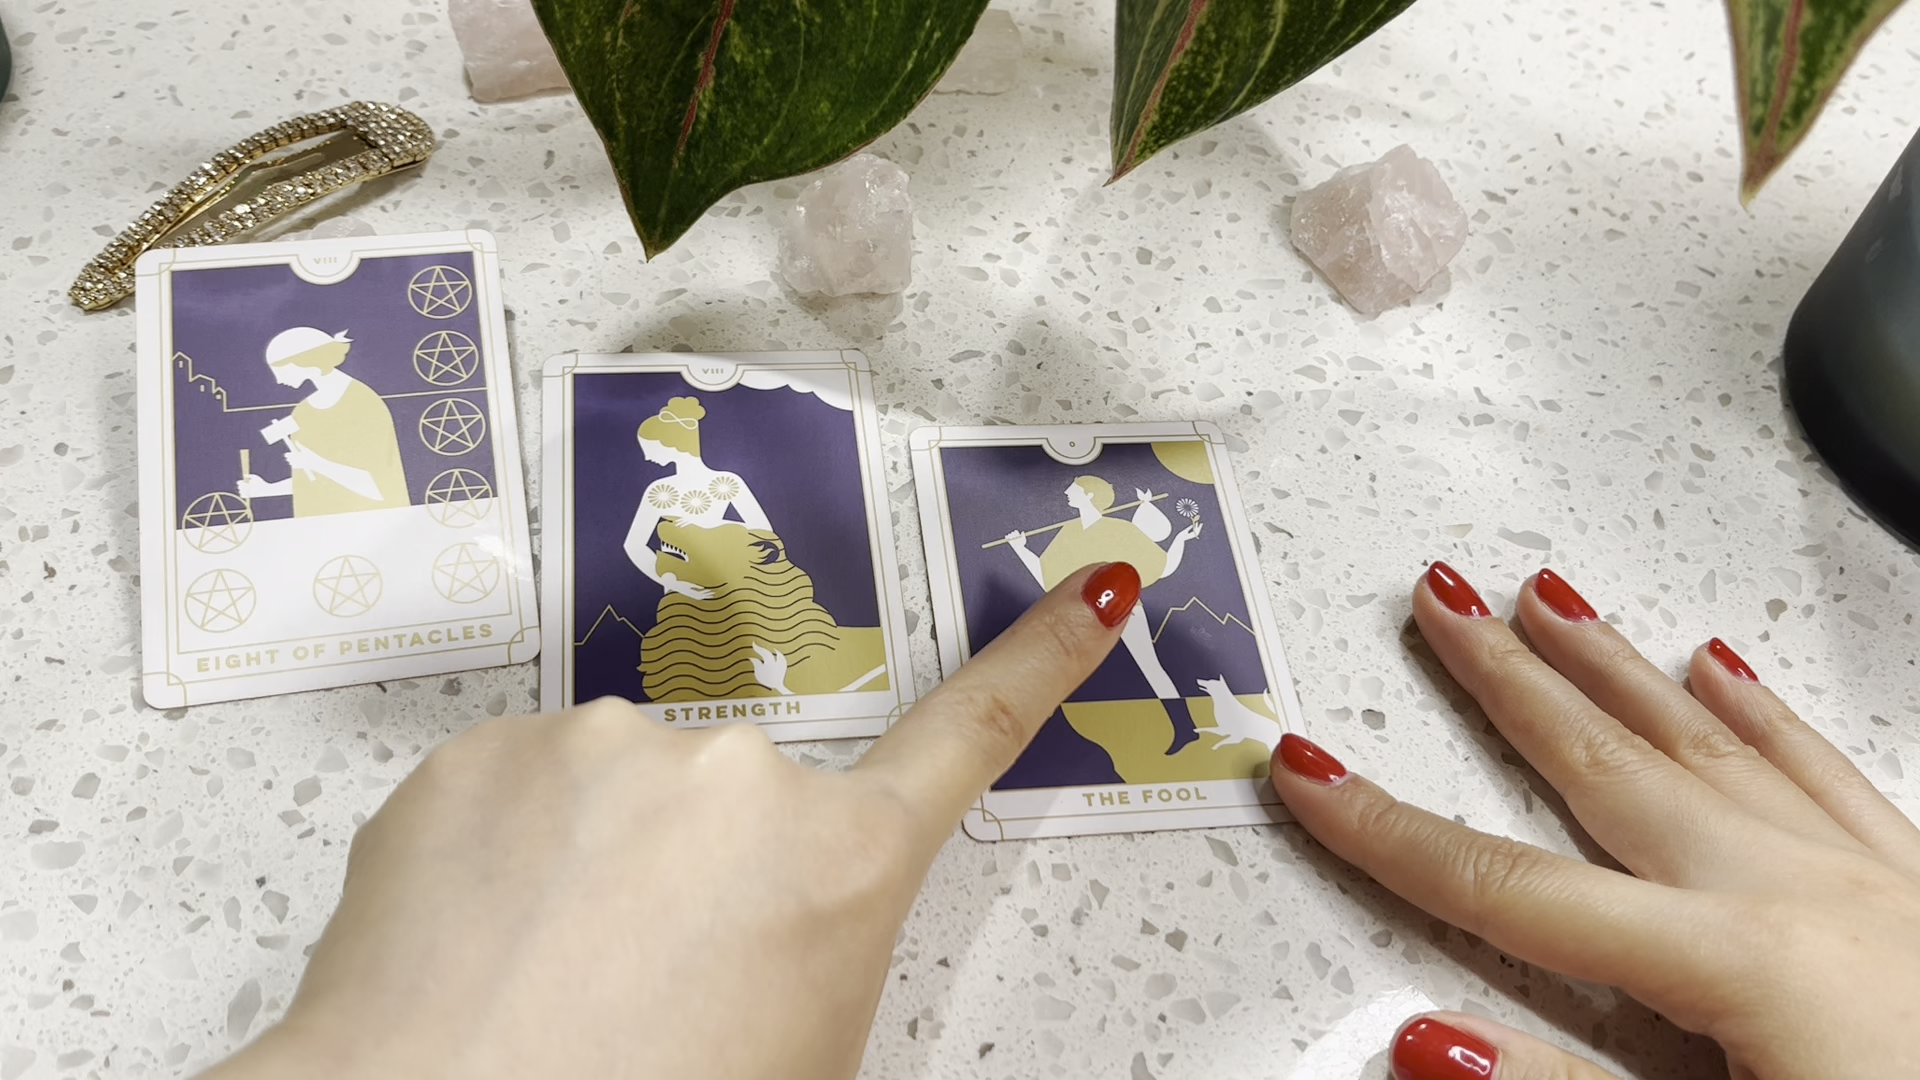 VIII
EIGHT OF PENTACLES
VIII
STRENGTH
0
THE FOOL